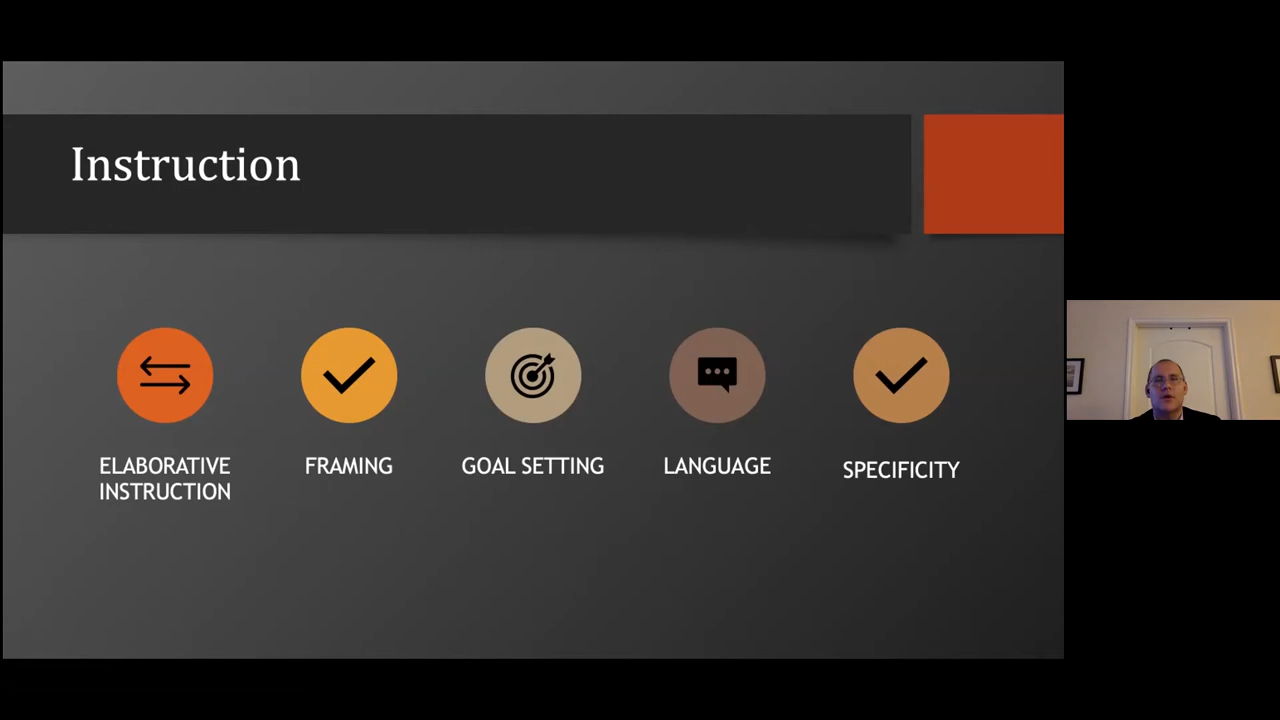 Instruction
ELABORATIVE
INSTRUCTION
FRAMING
GOAL SETTING
LANGUAGE
SPECIFICITY